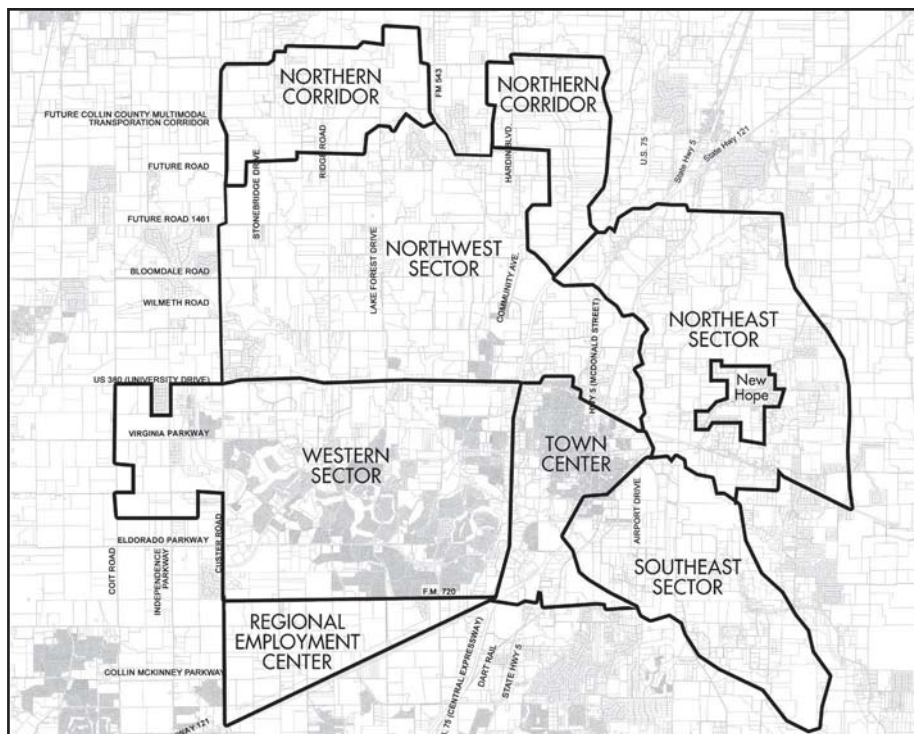 NORTHERN
CORRIDOR
NORTHERN
CORRIDOR
FM 543
FUTURE COLLIN COUNTY MULTIMODAL
TRANSPORATION CORRIDOR
RIDGE ROAD
HARDIN BLVD.
U.S. 75
State Hwy 5
State Hwy 121
FUTURE ROAD
STONEBRIDGE DRIVE
FUTURE ROAD 1461
LAKE FOREST DRIVE
NORTHWEST
SECTOR
COMMUNITY AVE.
BLOOMDALE ROAD
WILMETH ROAD
HWY 5 (MCDONALD STREET)
NORTHEAST
SECTOR
New
Hope
US 380 (UNIVERSITY DRIVE)
VIRGINIA PARKWAY
WESTERN
SECTOR
TOWN
CENTER
AIRPORT DRIVE
ELDORADO PARKWAY
COIT ROAD
INDEPENDENCE
PARKWAY
CUSTER ROAD
SOUTHEAST
SECTOR
F.M. 720
REGIONAL
EMPLOYMENT
CENTER
COLLIN MCKINNEY PARKWAY
75 (CENTRAL EXPRESSWAY)
DART RAIL
STATE HWY 5
121